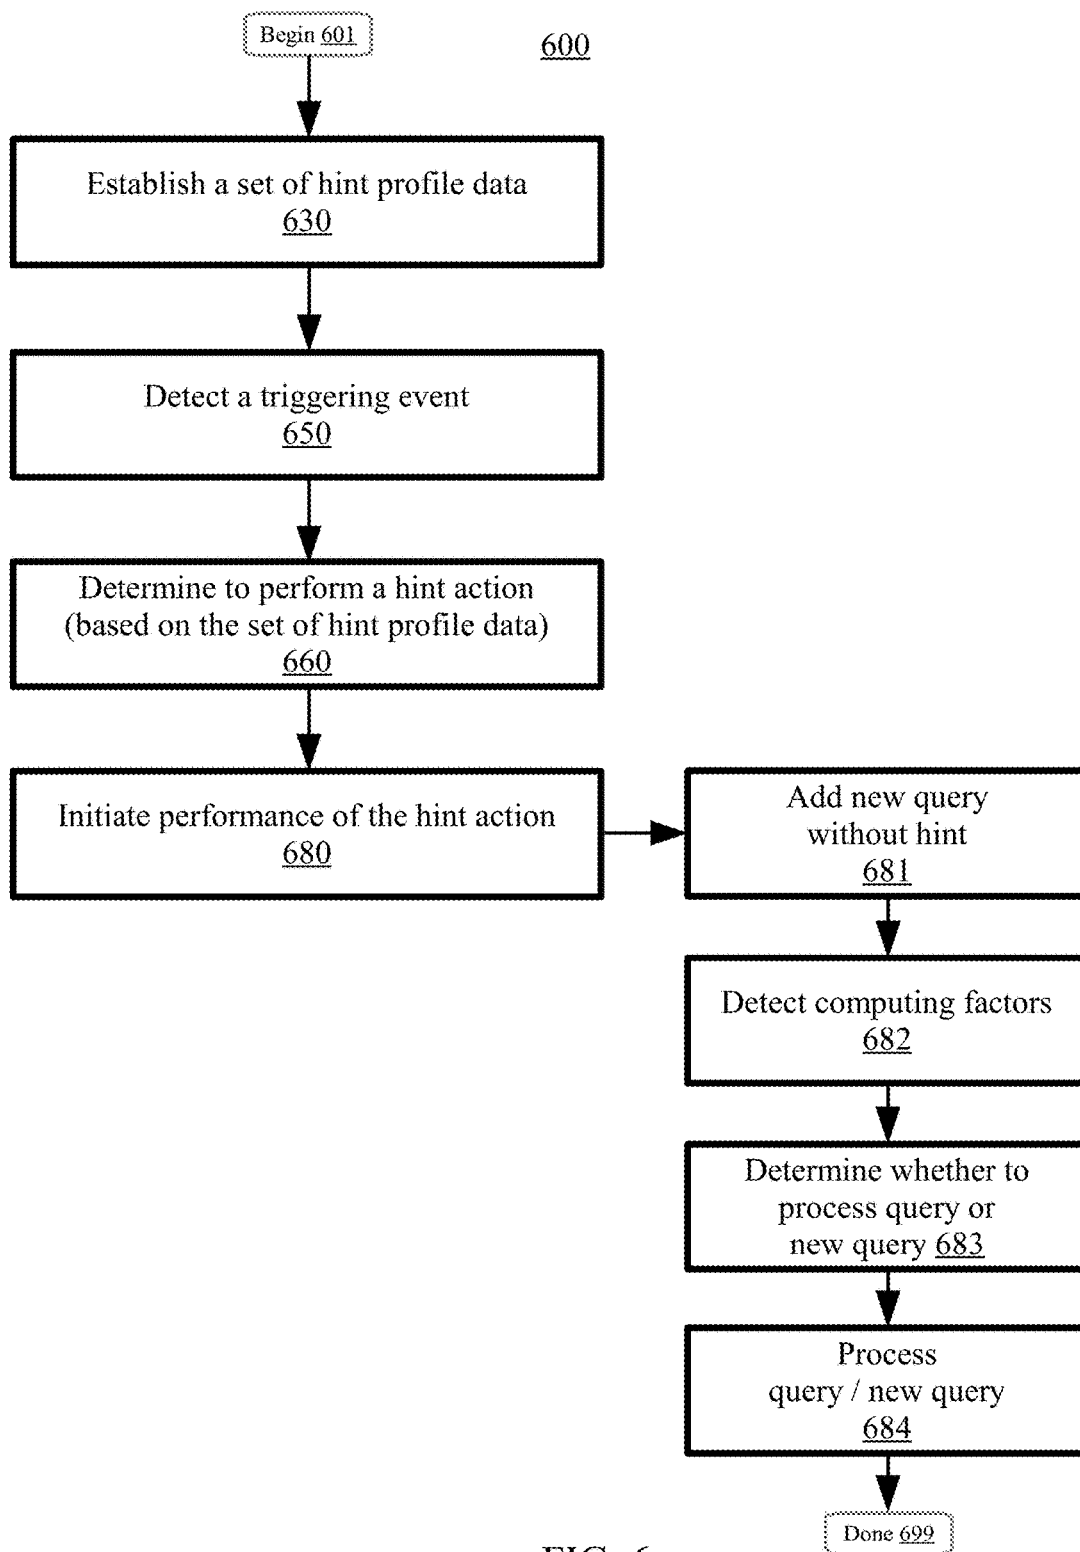 Begin 601
600
Establish a set of hint profile data
630
Detect a triggering event
650
Determine to perform a hint action
(based on the set of hint profile data)
660
Initiate performance of the hint action
680
Add new query
without hint
681
Detect computing factors
682
Determine whether to
process query or
new query 683
Process
query / new query
684
Done 699
FIG. 6